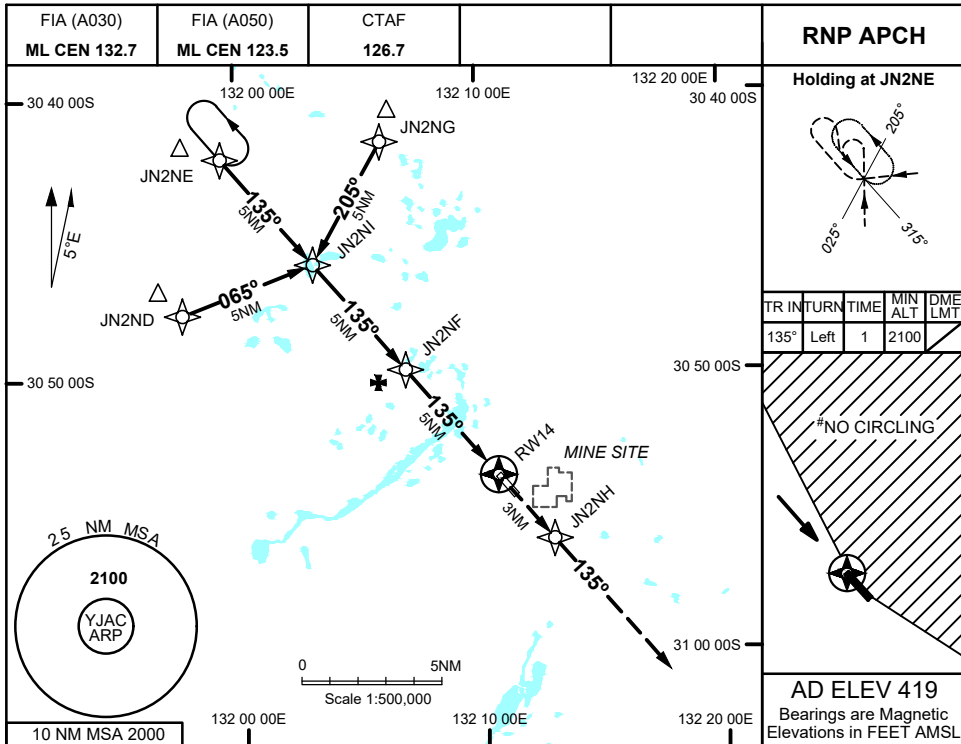 FIA (A030)
ML CEN 132.7
FIA (A050)
ML CEN 123.5
CTAF
126.7
RNP APCH
132 00 00E
132 10 00E
132 20 00E
30 40 00S
30 40 00S
Holding at JN2NE
205°
025°
315°
JN2NG
JN2NE
135°
5NM
205°
5NM
JN2NI
5°E
JN2ND
065°
5NM
135°
5NM
JN2NF
TR IN
TURN
TIME
MIN ALT
DME LMT
135°
Left
1
2100
30 50 00S
30 50 00S
135°
5NM
RW14
MINE SITE
#NO CIRCLING
3NM
JN2NH
135°
25 NM MSA
2100
YJAC
ARP
10 NM MSA 2000
0
5NM
Scale 1:500,000
31 00 00S
132 00 00E
132 10 00E
132 20 00E
AD ELEV 419
Bearings are Magnetic
Elevations in FEET AMSL